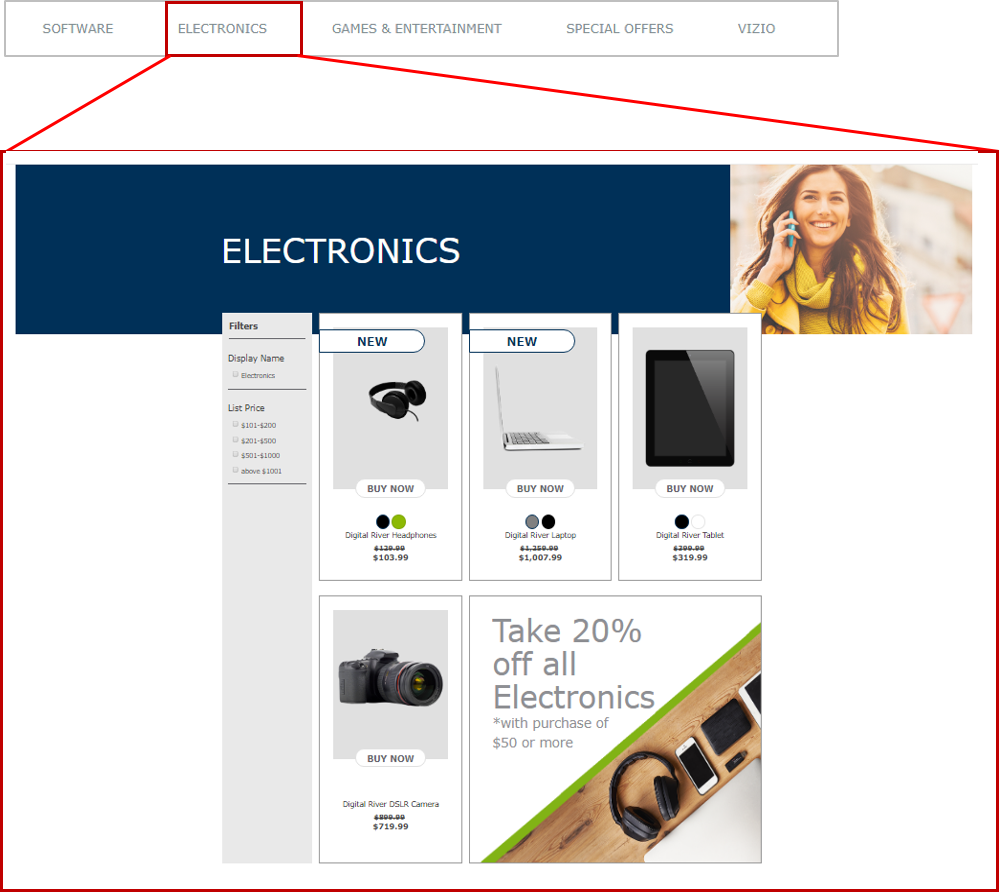 SOFTWARE
ELECTRONICS
GAMES & ENTERTAINMENT
SPECIAL OFFERS
VIZIO
ELECTRONICS
Filters
Display Name
Electronics
List Price
$101-$200
$201-$500
$501-$1000
above $1001
NEW
BUY NOW
Digital River Headphones
$129.99
$103.99
NEW
BUY NOW
Digital River Laptop
$1,259.99
$1,007.99
BUY NOW
Digital River Tablet
$399.99
$319.99
BUY NOW
Digital River DSLR Camera
$899.99
$719.99
Take 20%
off all
Electronics
*with purchase of
$50 or more